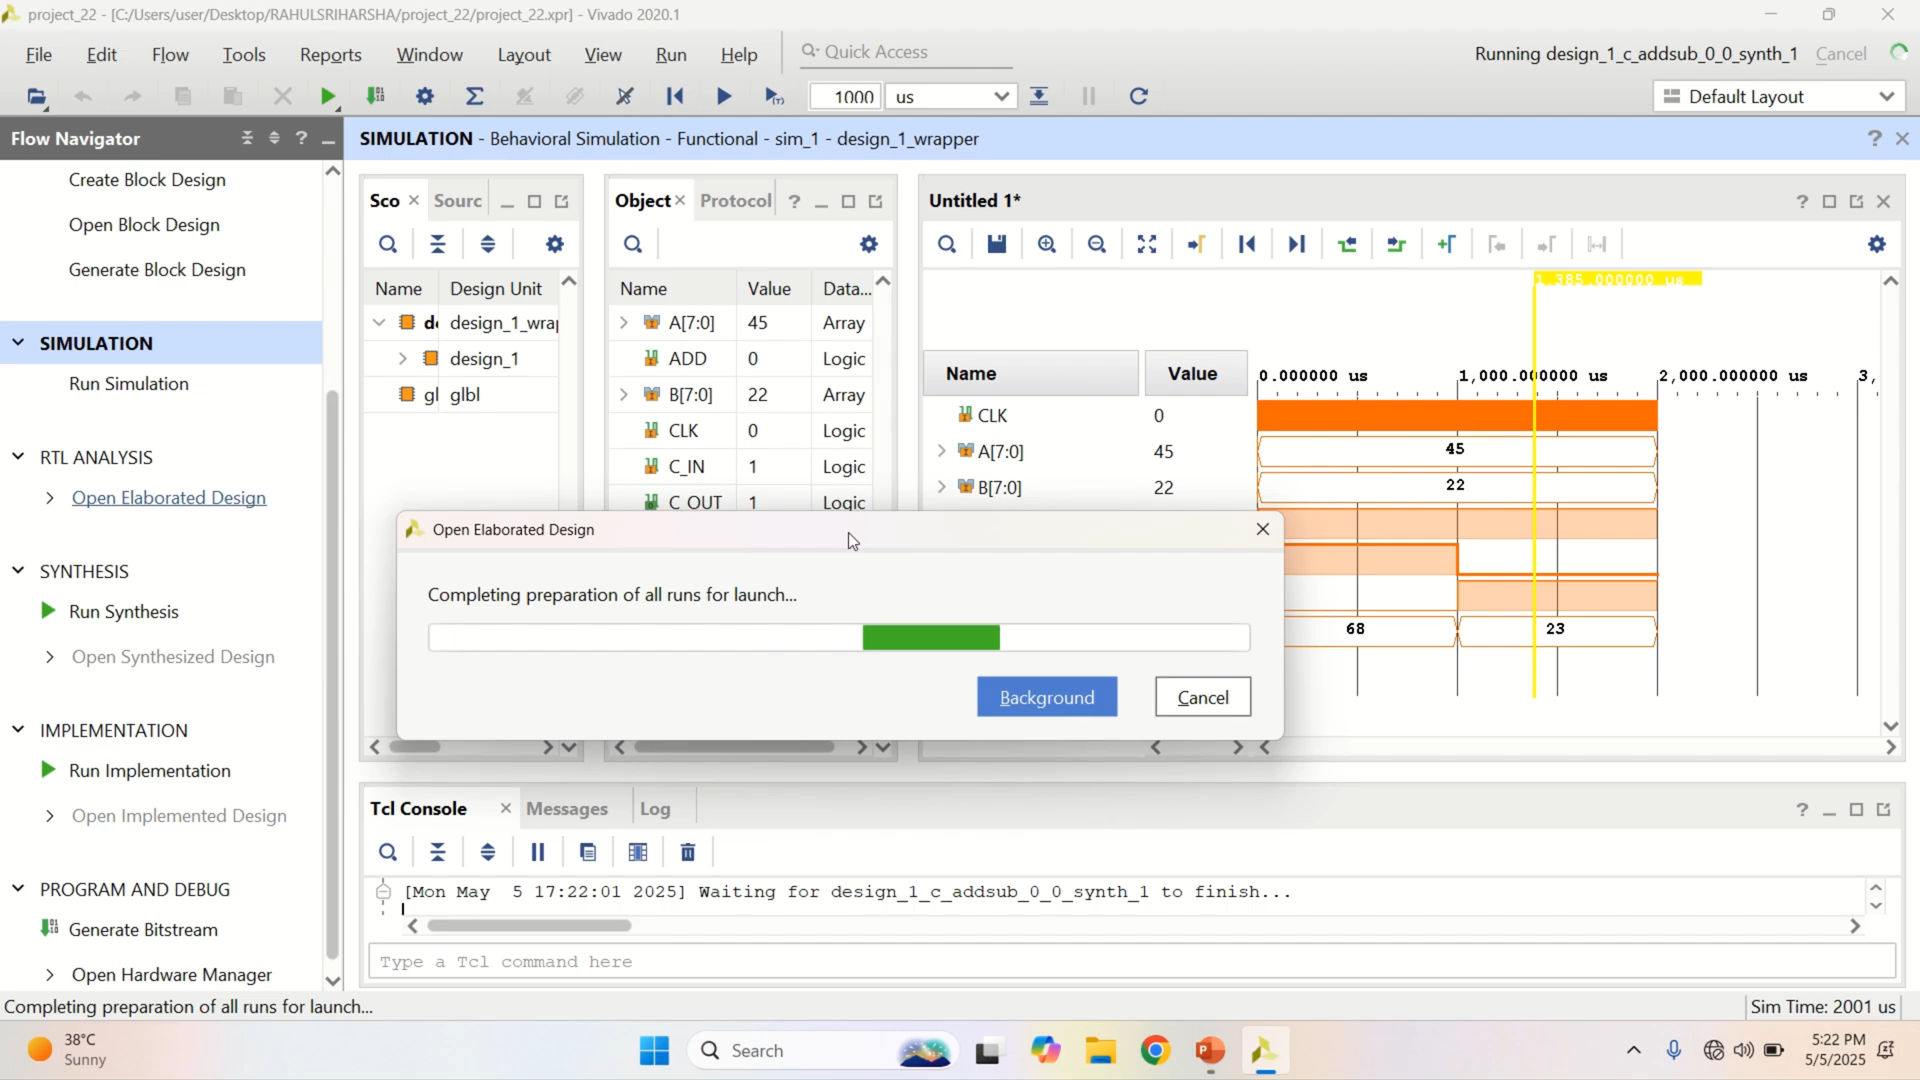 project_22 - [C:/Users/user/Desktop/RAHULSRIHARSHA/project_22/project_22.xpr] - Vivado 2020.1
File Edit Flow Tools Reports Window Layout View Run Help Quick Access
Running design_1_c_addsub_0_0_synth_1 Cancel
1000 us Default Layout
Flow Navigator
SIMULATION - Behavioral Simulation - Functional - sim_1 - design_1_wrapper
Create Block Design
Open Block Design
Generate Block Design
SIMULATION
Run Simulation
RTL ANALYSIS
Open Elaborated Design
SYNTHESIS
Run Synthesis
Open Synthesized Design
IMPLEMENTATION
Run Implementation
Open Implemented Design
PROGRAM AND DEBUG
Generate Bitstream
Open Hardware Manager
Sco Sourc
Name Design Unit
de design_1_wrap
design_1
gl glbl
Object Protocol
Name Value Data...
A[7:0] 45 Array
ADD 0 Logic
B[7:0] 22 Array
CLK 0 Logic
C_IN 1 Logic
C_OUT 1 Logic
Untitled 1*
1,385.000000 us
Name Value
0.000000 us 1,000.000000 us 2,000.000000 us 3,
CLK 0
A[7:0] 45 45
B[7:0] 22 22
68 23
Open Elaborated Design
Completing preparation of all runs for launch...
Background Cancel
Tcl Console Messages Log
[Mon May 5 17:22:01 2025] Waiting for design_1_c_addsub_0_0_synth_1 to finish...
Type a Tcl command here
Completing preparation of all runs for launch...
Sim Time: 2001 us
38°C
Sunny
Search
5:22 PM
5/5/2025